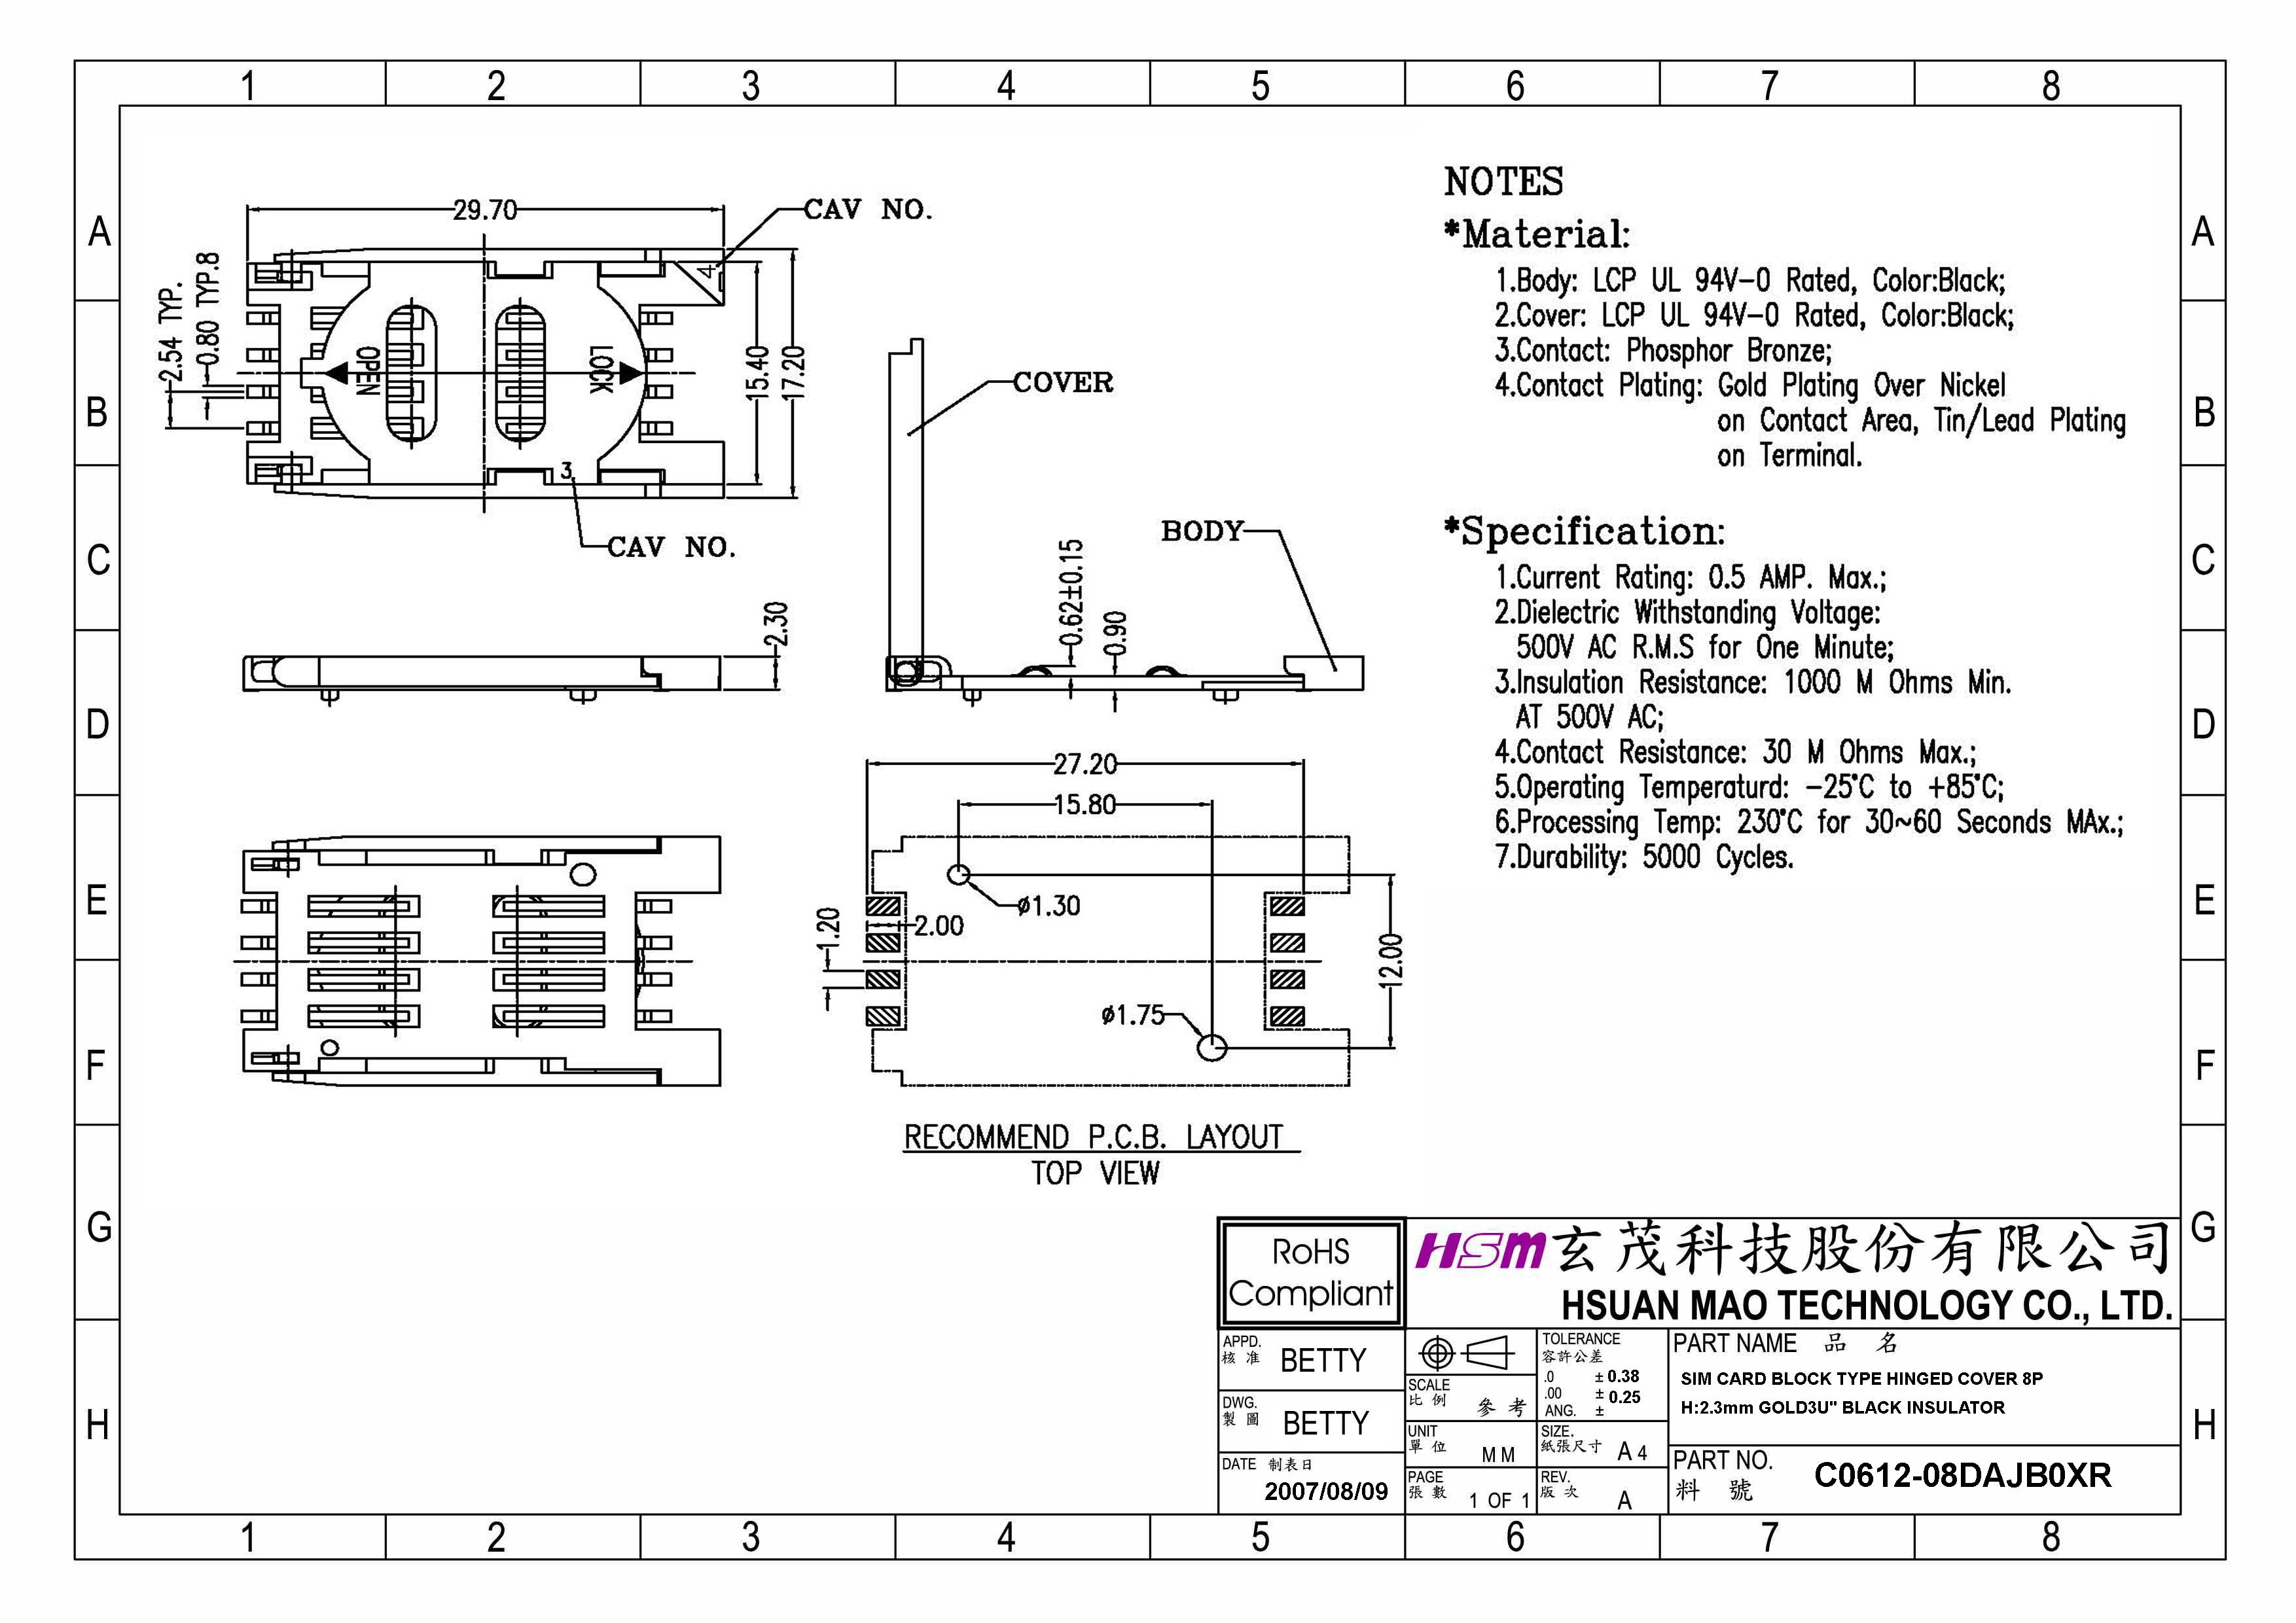 1 2 3 4 5 6 7 8
A
B
C
D
E
F
G
H
A
B
C
D
E
F
G
H
29.70
CAV NO.
4
2.54 TYP.
0.80 TYP.8
OPEN
LOCK
15.40
17.20
3
CAV NO.
COVER
BODY
2.30
0.62±0.15
0.90
27.20
15.80
ø1.30
2.00
1.20
12.00
ø1.75
RECOMMEND P.C.B. LAYOUT
TOP VIEW
NOTES
*Material:
1.Body: LCP UL 94V-0 Rated, Color:Black;
2.Cover: LCP UL 94V-0 Rated, Color:Black;
3.Contact: Phosphor Bronze;
4.Contact Plating: Gold Plating Over Nickel
on Contact Area, Tin/Lead Plating
on Terminal.
*Specification:
1.Current Rating: 0.5 AMP. Max.;
2.Dielectric Withstanding Voltage:
500V AC R.M.S for One Minute;
3.Insulation Resistance: 1000 M Ohms Min.
AT 500V AC;
4.Contact Resistance: 30 M Ohms Max.;
5.Operating Temperaturd: -25°C to +85°C;
6.Processing Temp: 230°C for 30~60 Seconds MAx.;
7.Durability: 5000 Cycles.
RoHS
Compliant
HSm 玄茂科技股份有限公司
HSUAN MAO TECHNOLOGY CO., LTD.
APPD.
核 准 BETTY
DWG.
製 圖 BETTY
DATE 制表日
2007/08/09
SCALE
比 例 參 考
UNIT
單 位 MM
PAGE
張 數 1 OF 1
TOLERANCE
容許公差
.0 ± 0.38
.00 ± 0.25
ANG. ±
SIZE.
紙張尺寸 A4
REV.
版 次 A
PART NAME 品 名
SIM CARD BLOCK TYPE HINGED COVER 8P
H:2.3mm GOLD3U" BLACK INSULATOR
PART NO.
料 號 C0612-08DAJB0XR
1 2 3 4 5 6 7 8